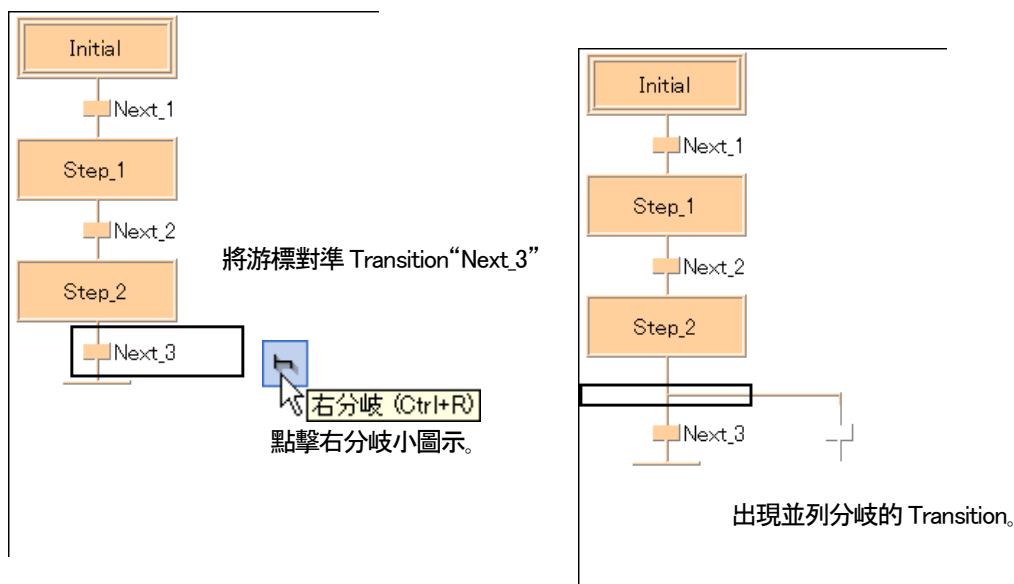 Initial
Next_1
Step_1
Next_2
Step_2
Next_3
將游標對準 Transition“Next_3”
右分岐 (Ctrl+R)
點擊右分岐小圖示。
Initial
Next_1
Step_1
Next_2
Step_2
Next_3
出現並列分岐的 Transition。